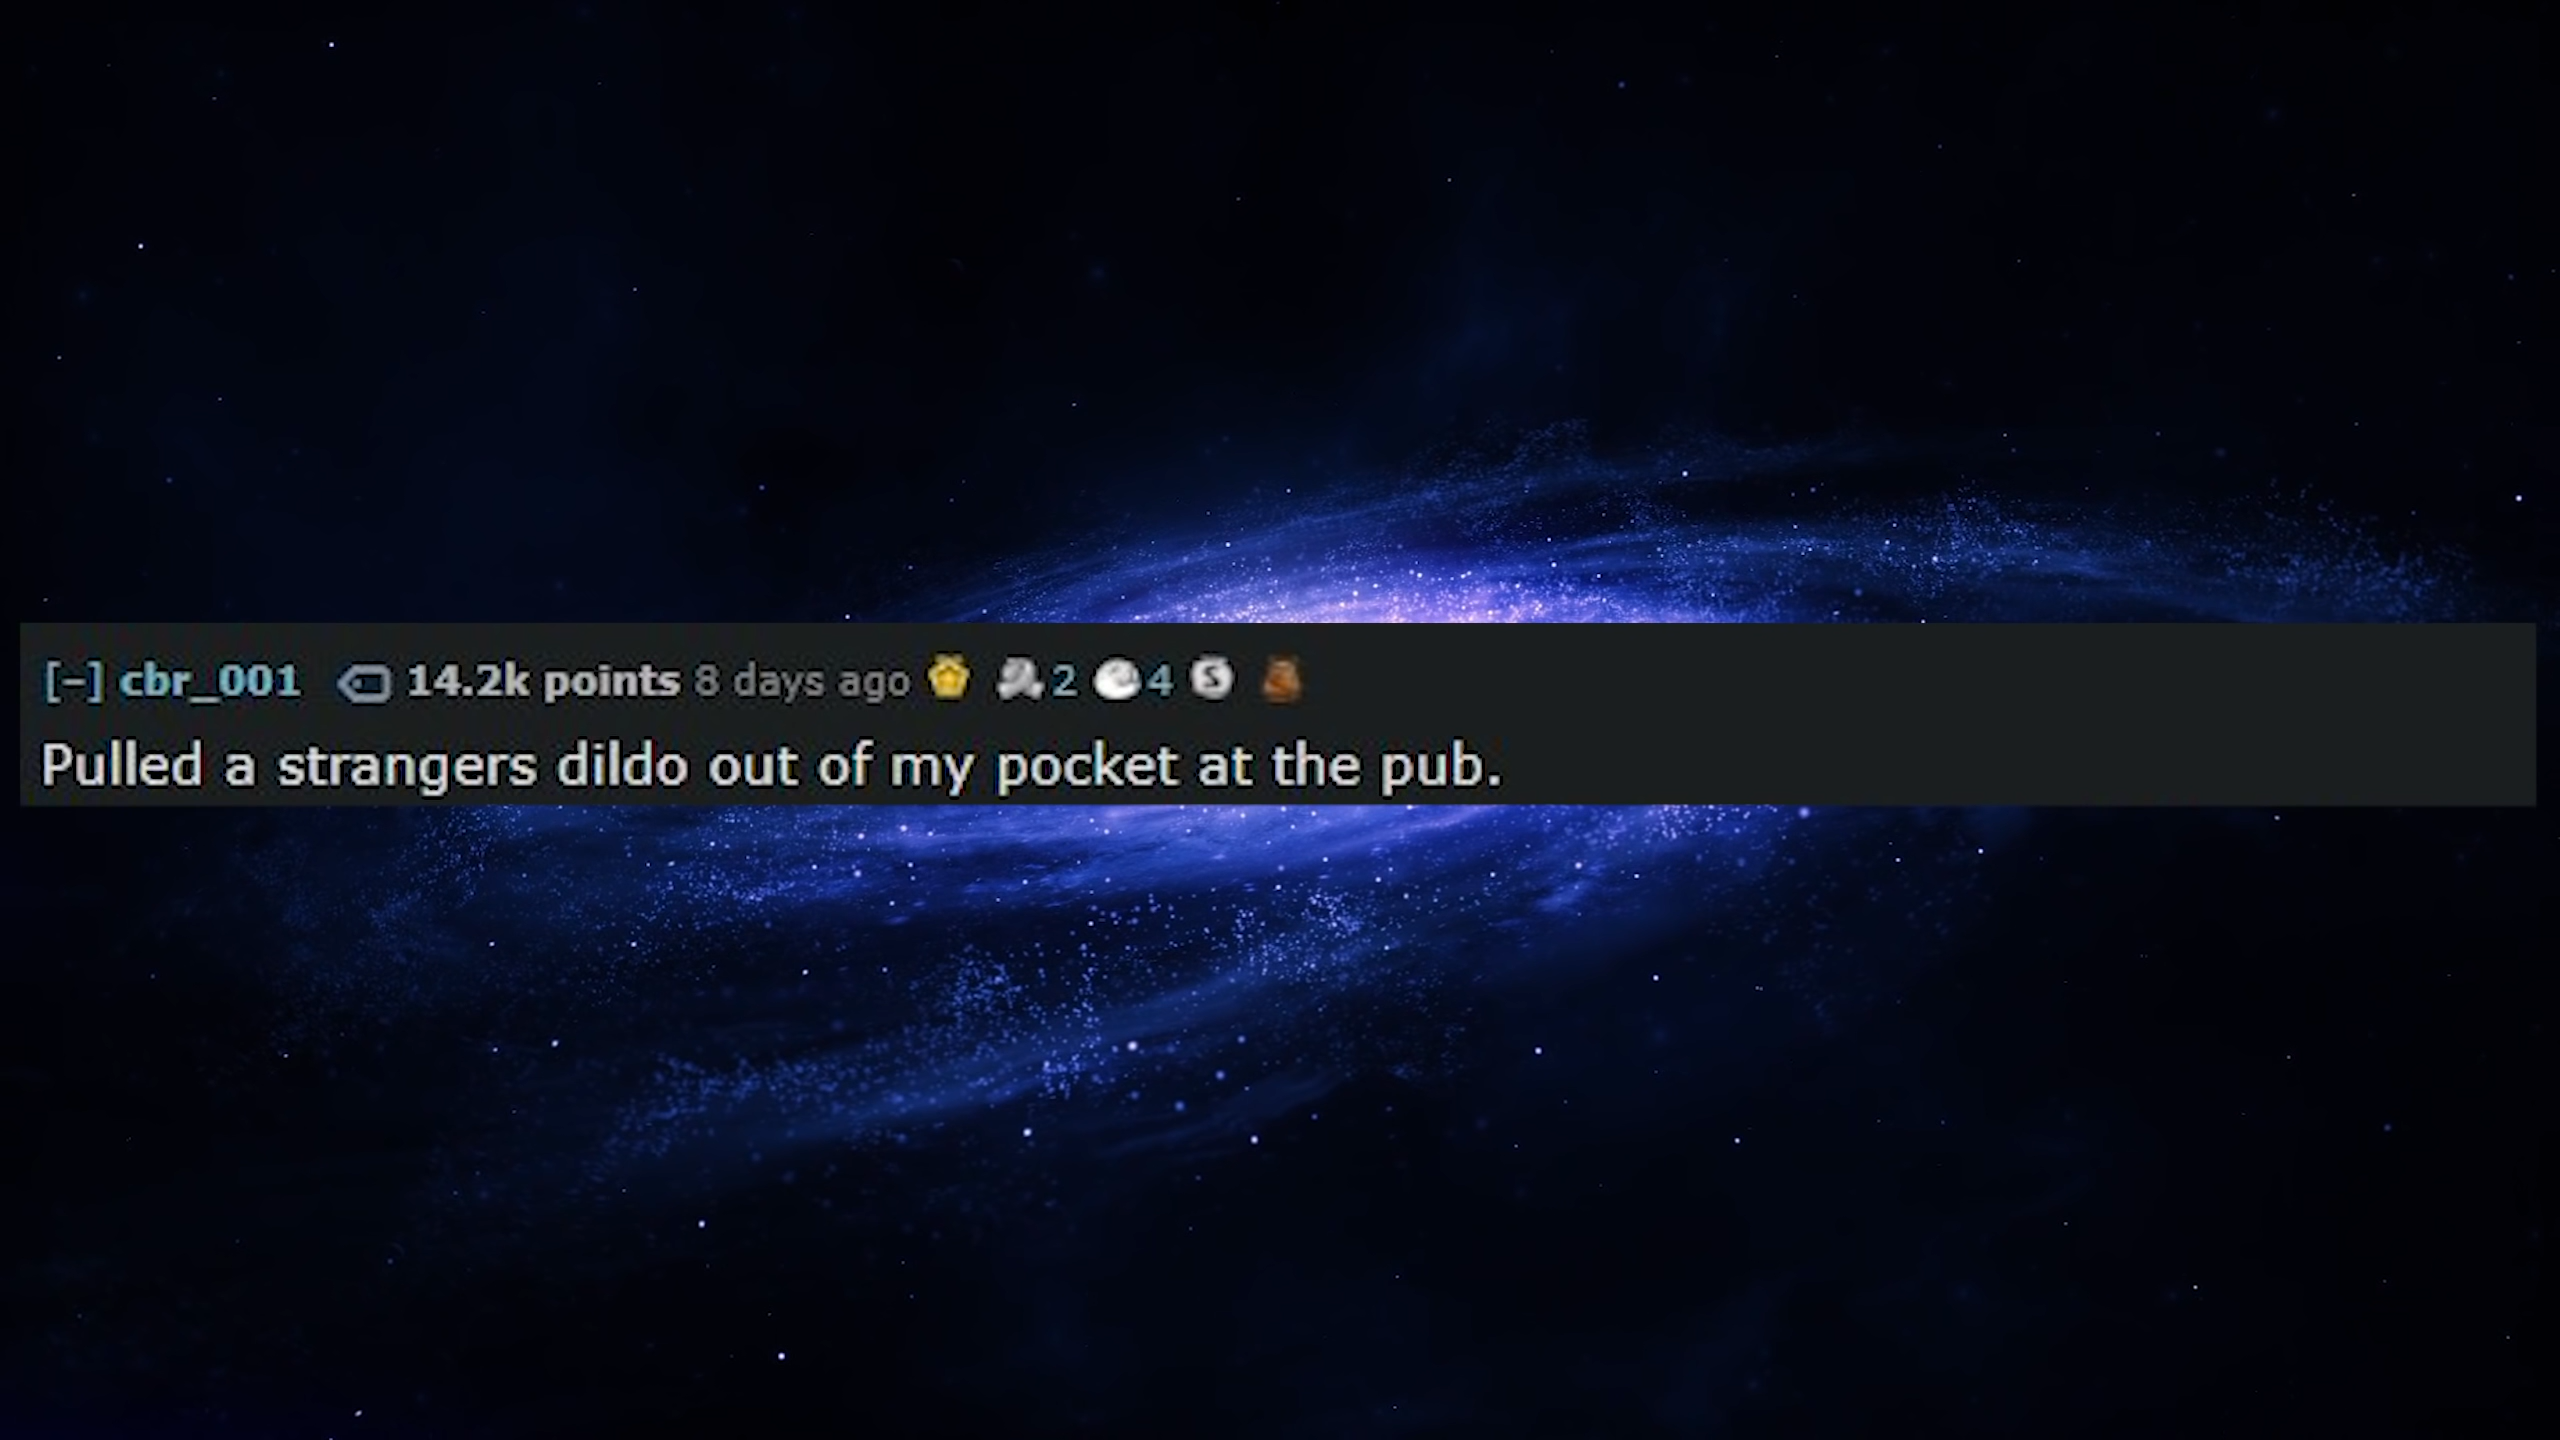 [-] cbr_001 14.2k points 8 days ago 2 4 S
Pulled a strangers dildo out of my pocket at the pub.